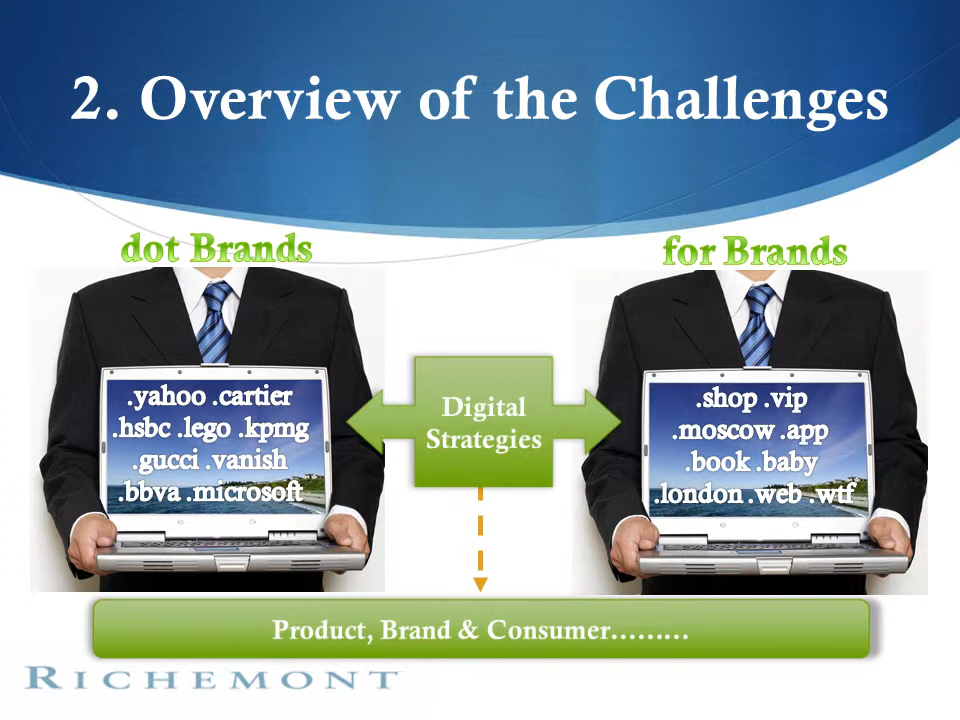 2. Overview of the Challenges
dot Brands
for Brands
.yahoo .cartier
.hsbc .lego .kpmg
.gucci .vanish
.bbva .microsoft
Digital
Strategies
.shop .vip
.moscow .app
.book .baby
.london .web .wtf
Product, Brand & Consumer………
RICHEMONT